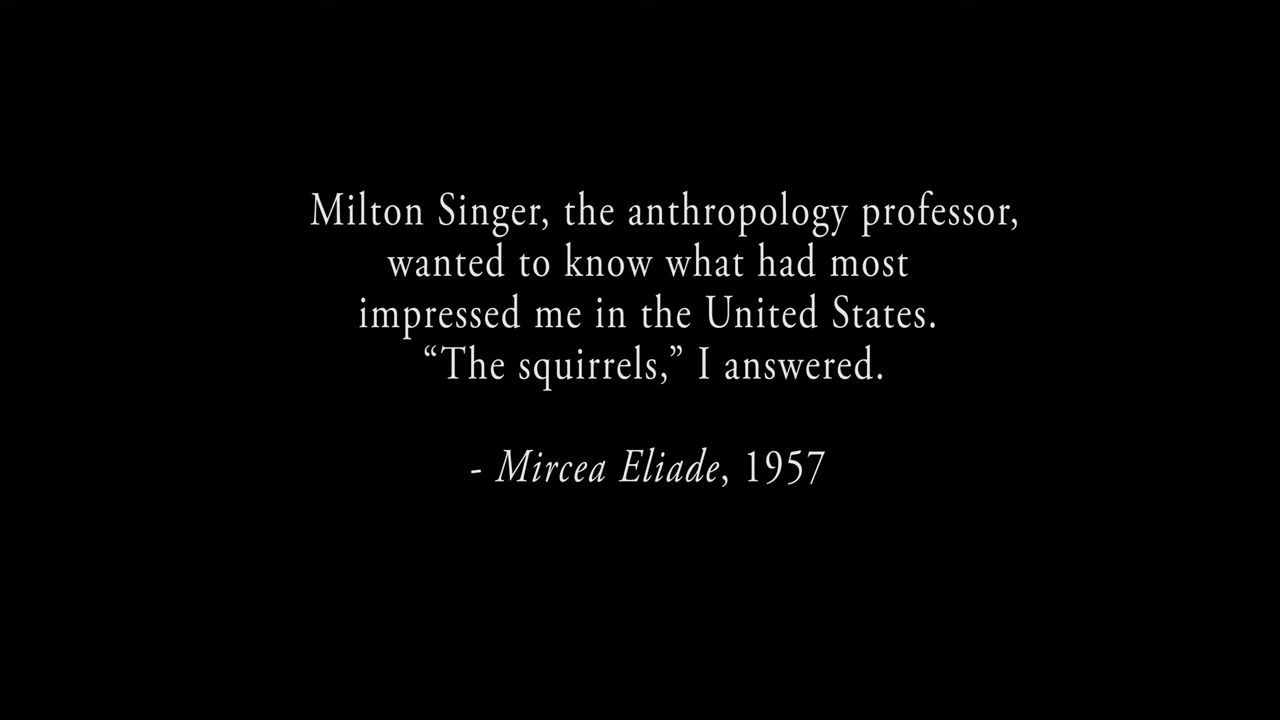 Milton Singer, the anthropology professor,
wanted to know what had most
impressed me in the United States.
“The squirrels,” I answered.
- Mircea Eliade, 1957